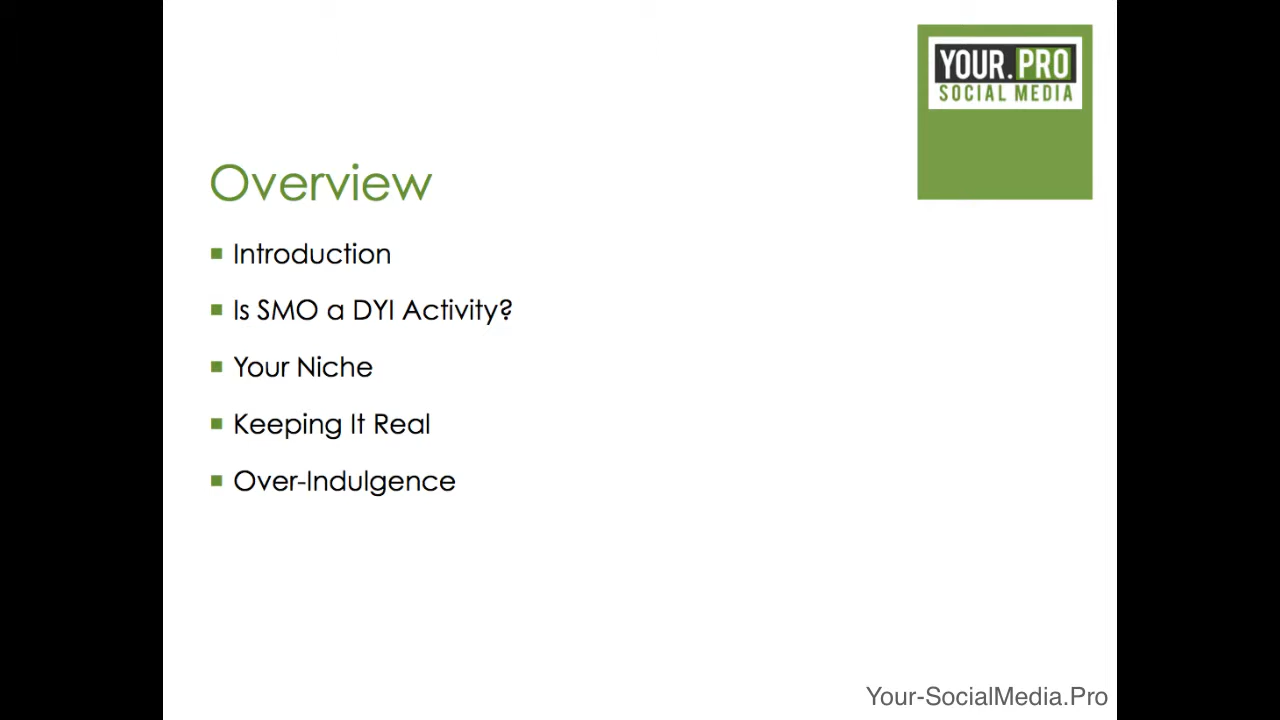 YOUR.PRO
SOCIAL MEDIA
Overview
Introduction
Is SMO a DYI Activity?
Your Niche
Keeping It Real
Over-Indulgence
Your-SocialMedia.Pro